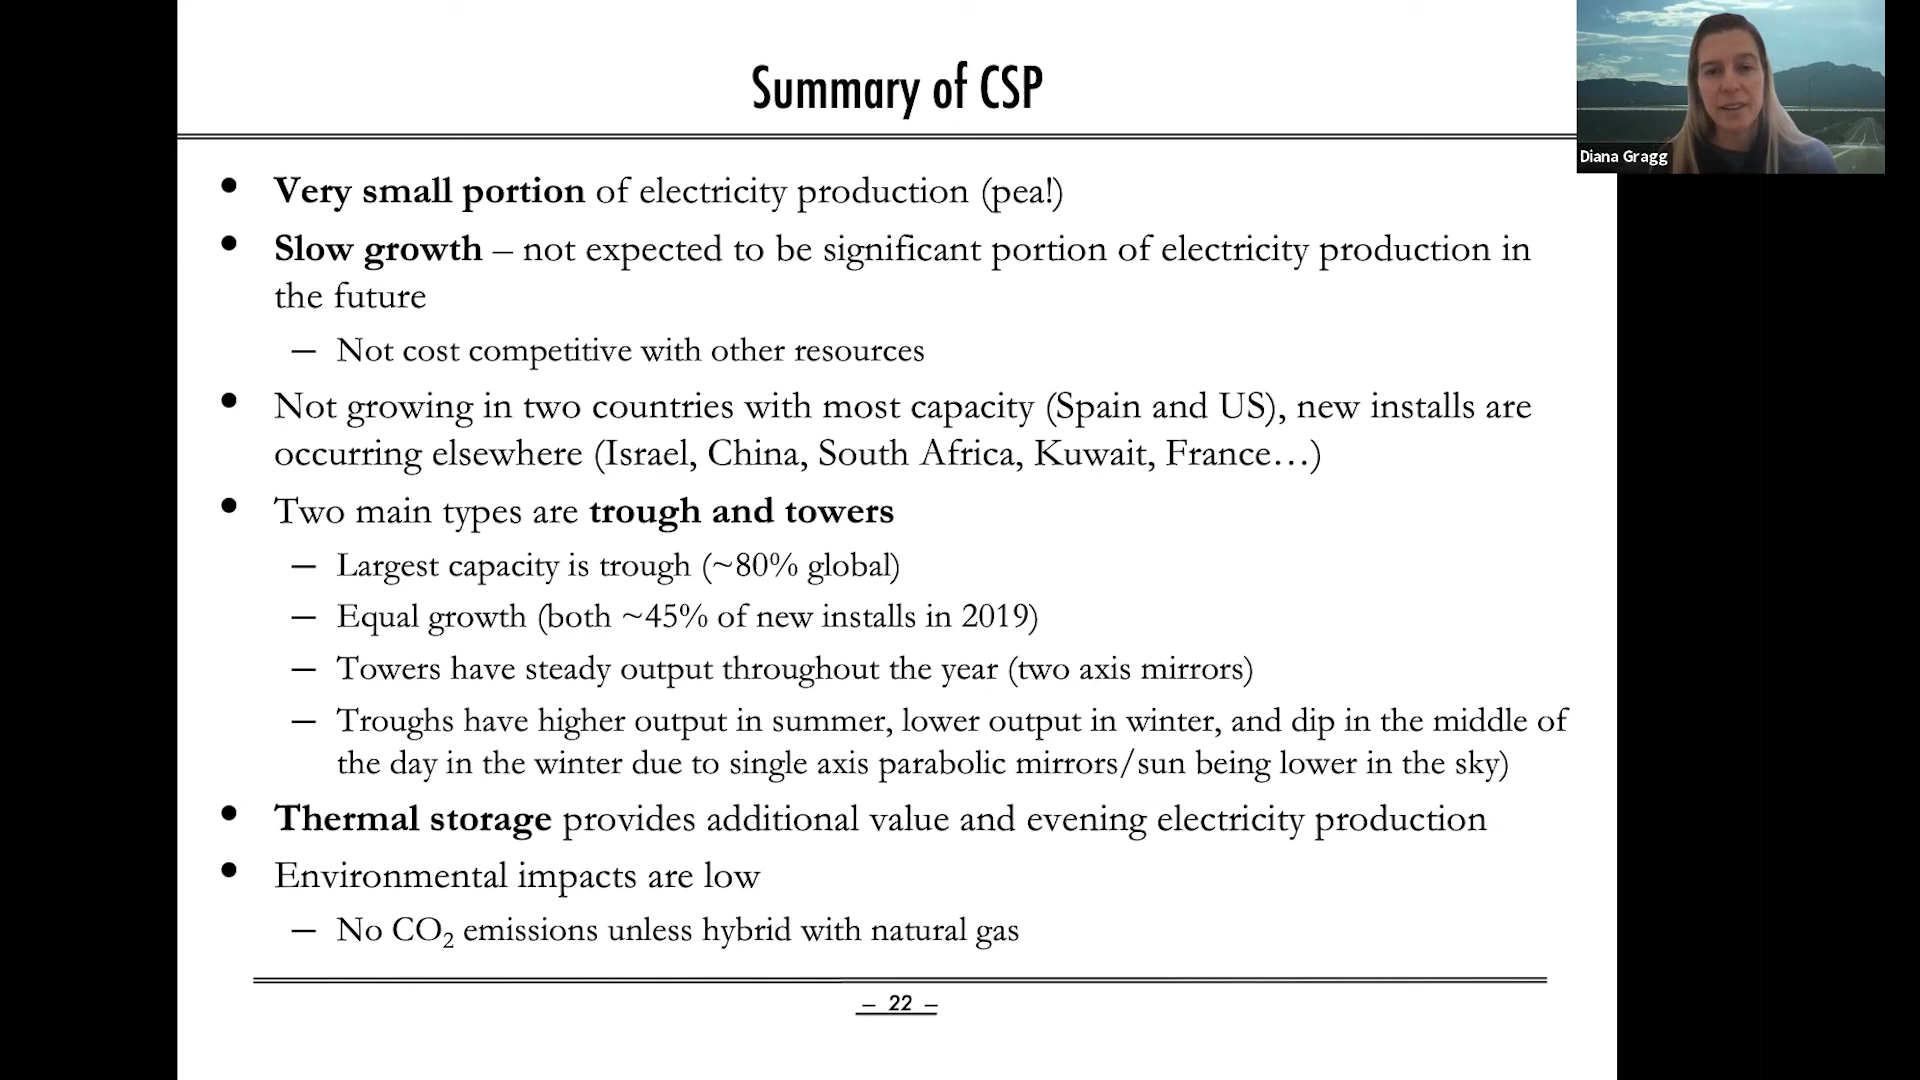 Summary of CSP
Diana Gragg
• Very small portion of electricity production (pea!)
• Slow growth – not expected to be significant portion of electricity production in
the future
– Not cost competitive with other resources
• Not growing in two countries with most capacity (Spain and US), new installs are
occurring elsewhere (Israel, China, South Africa, Kuwait, France…)
• Two main types are trough and towers
– Largest capacity is trough (~80% global)
– Equal growth (both ~45% of new installs in 2019)
– Towers have steady output throughout the year (two axis mirrors)
– Troughs have higher output in summer, lower output in winter, and dip in the middle of
the day in the winter due to single axis parabolic mirrors/sun being lower in the sky)
• Thermal storage provides additional value and evening electricity production
• Environmental impacts are low
– No CO₂ emissions unless hybrid with natural gas
– 22 –